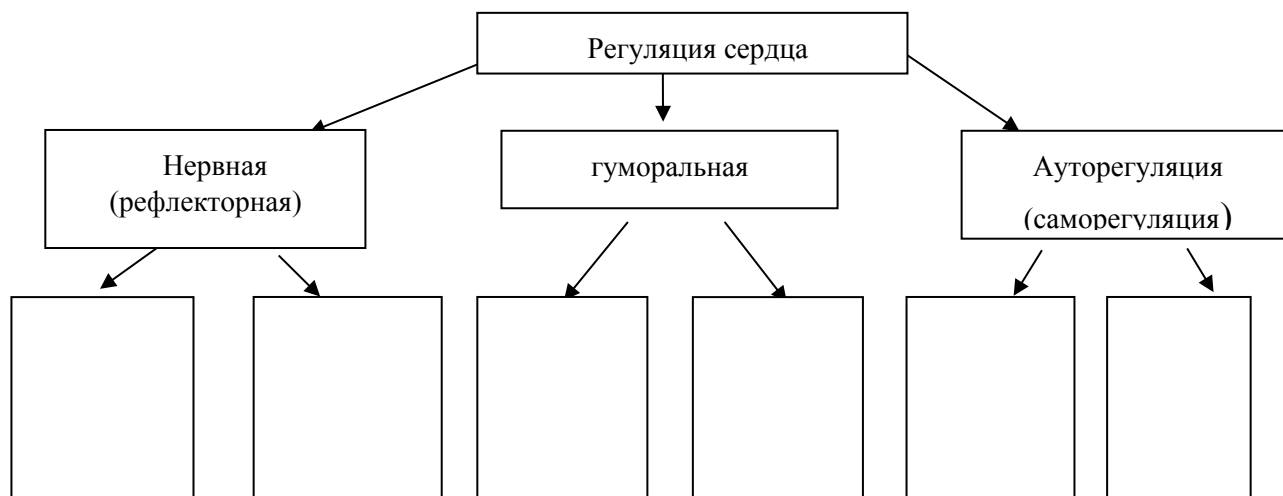 Регуляция сердца
Нервная
(рефлекторная)
гуморальная
Ауторегуляция
(саморегуляция)